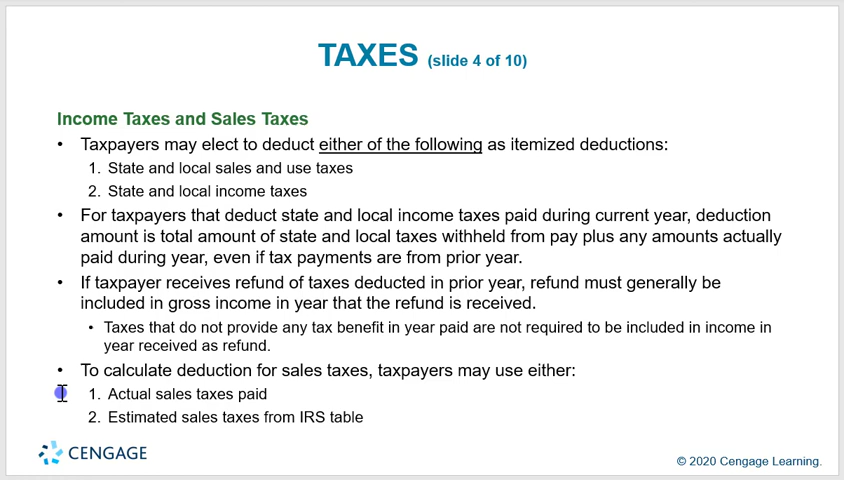 TAXES (slide 4 of 10)
Income Taxes and Sales Taxes
• Taxpayers may elect to deduct either of the following as itemized deductions:
1. State and local sales and use taxes
2. State and local income taxes
• For taxpayers that deduct state and local income taxes paid during current year, deduction
amount is total amount of state and local taxes withheld from pay plus any amounts actually
paid during year, even if tax payments are from prior year.
• If taxpayer receives refund of taxes deducted in prior year, refund must generally be
included in gross income in year that the refund is received.
• Taxes that do not provide any tax benefit in year paid are not required to be included in income in
year received as refund.
• To calculate deduction for sales taxes, taxpayers may use either:
1. Actual sales taxes paid
2. Estimated sales taxes from IRS table
CENGAGE
© 2020 Cengage Learning.